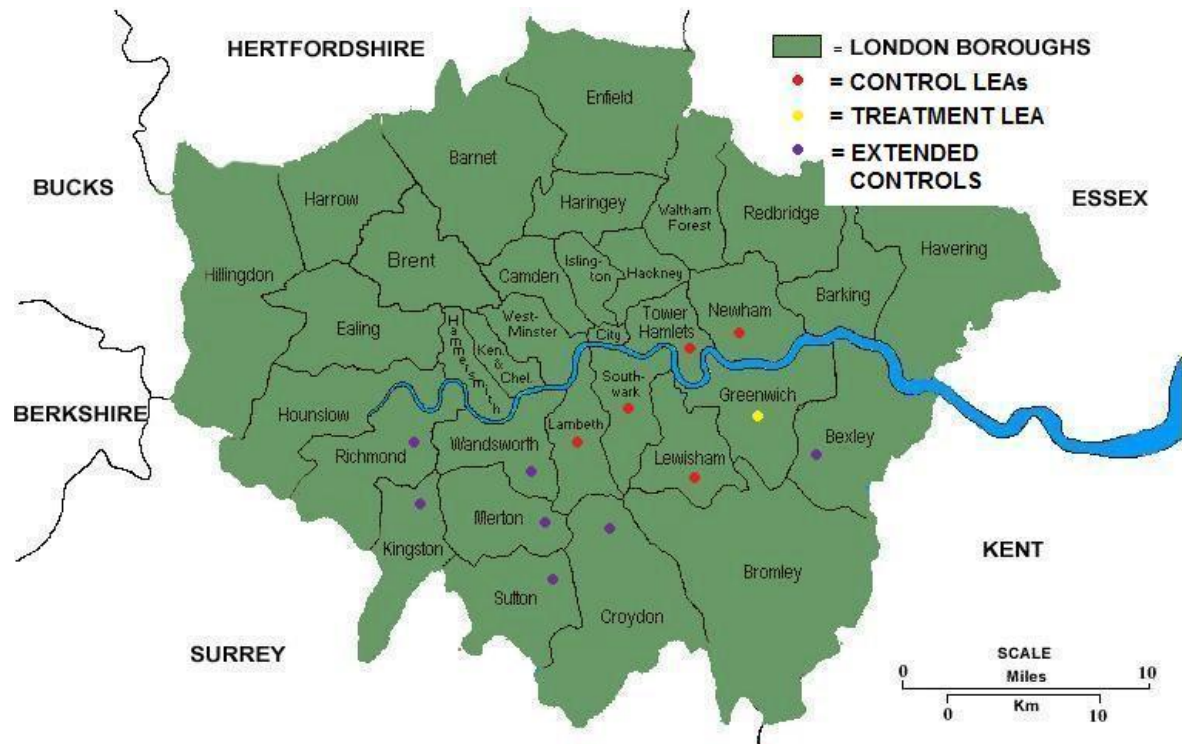 HERTFORDSHIRE
= LONDON BOROUGHS
= CONTROL LEAs
= TREATMENT LEA
= EXTENDED
CONTROLS
BUCKS
ESSEX
BERKSHIRE
KENT
SURREY
Enfield
Barnet
Harrow
Haringey
Waltham
Forest
Redbridge
Havering
Hillingdon
Brent
Camden
Isling-
ton
Hackney
Barking
Ealing
Hammersmith
Ken.
&
Chel.
West-
Minster
City
Tower
Hamlets
Newham
Hounslow
Richmond
Wandsworth
Lambeth
South-
wark
Greenwich
Lewisham
Bexley
Kingston
Merton
Sutton
Croydon
Bromley
SCALE
0 Miles 10
Km
0 10